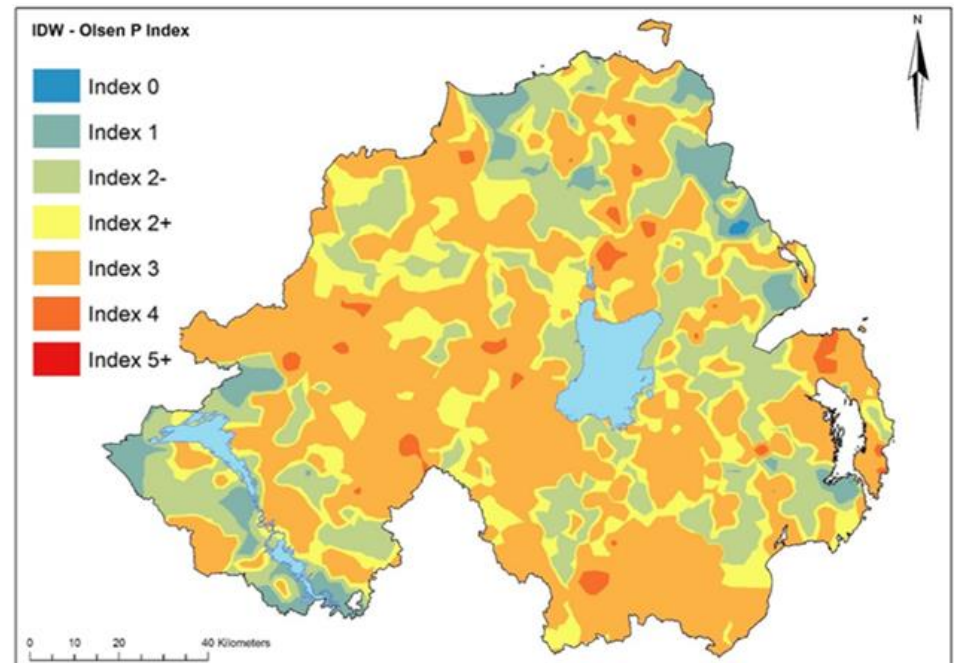 IDW - Olsen P Index
N
Index 0
Index 1
Index 2-
Index 2+
Index 3
Index 4
Index 5+
0 10 20 40 Kilometers